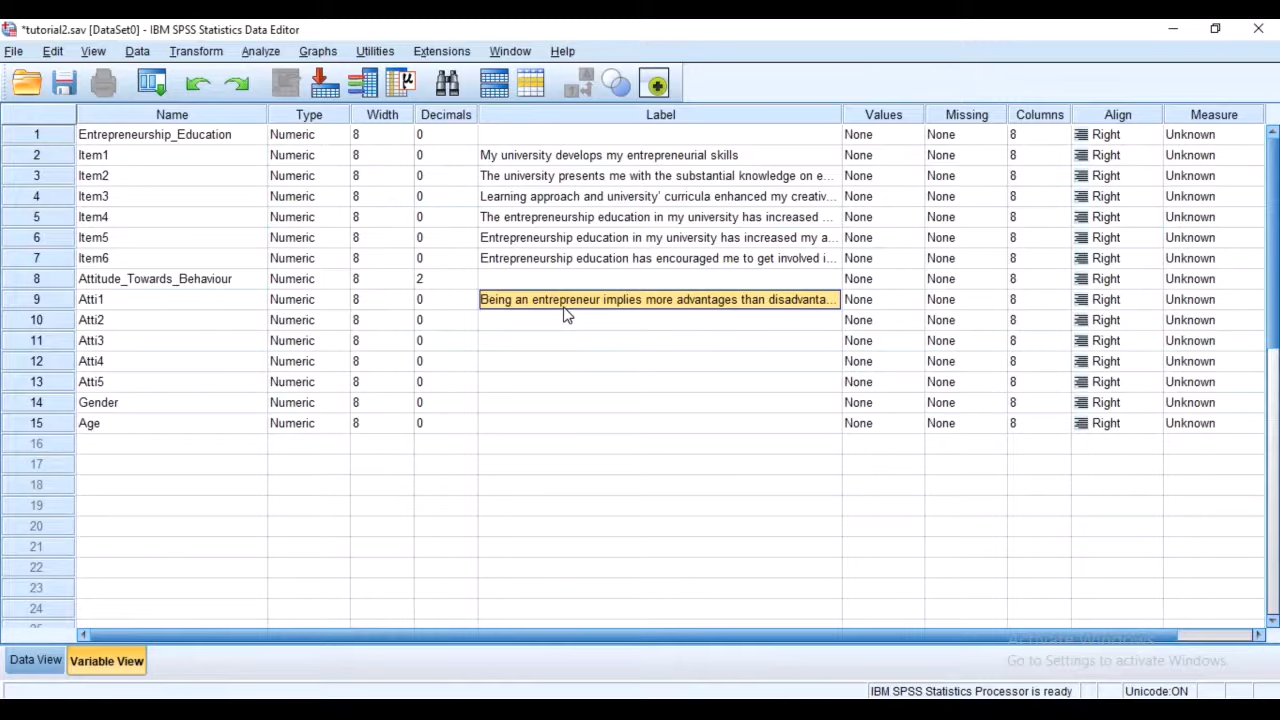 *tutorial2.sav [DataSet0] - IBM SPSS Statistics Data Editor
File Edit View Data Transform Analyze Graphs Utilities Extensions Window Help
Name Type Width Decimals Label Values Missing Columns Align Measure
1 Entrepreneurship_Education Numeric 8 0 None None 8 Right Unknown
2 Item1 Numeric 8 0 My university develops my entrepreneurial skills None None 8 Right Unknown
3 Item2 Numeric 8 0 The university presents me with the substantial knowledge on e... None None 8 Right Unknown
4 Item3 Numeric 8 0 Learning approach and university' curricula enhanced my creativ... None None 8 Right Unknown
5 Item4 Numeric 8 0 The entrepreneurship education in my university has increased ... None None 8 Right Unknown
6 Item5 Numeric 8 0 Entrepreneurship education in my university has increased my a... None None 8 Right Unknown
7 Item6 Numeric 8 0 Entrepreneurship education has encouraged me to get involved i... None None 8 Right Unknown
8 Attitude_Towards_Behaviour Numeric 8 2 None None 8 Right Unknown
9 Atti1 Numeric 8 0 Being an entrepreneur implies more advantages than disadvanta... None None 8 Right Unknown
10 Atti2 Numeric 8 0 None None 8 Right Unknown
11 Atti3 Numeric 8 0 None None 8 Right Unknown
12 Atti4 Numeric 8 0 None None 8 Right Unknown
13 Atti5 Numeric 8 0 None None 8 Right Unknown
14 Gender Numeric 8 0 None None 8 Right Unknown
15 Age Numeric 8 0 None None 8 Right Unknown
16
17
18
19
20
21
22
23
24
Activate Windows
Go to Settings to activate Windows.
Data View Variable View
IBM SPSS Statistics Processor is ready Unicode:ON